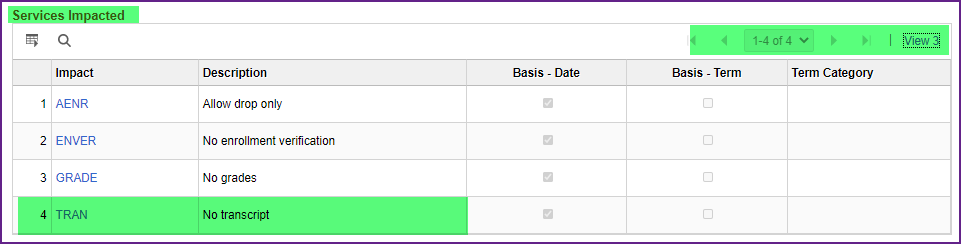 Services Impacted
1-4 of 4 | View 3
Impact Description Basis - Date Basis - Term Term Category
1 AENR Allow drop only
2 ENVER No enrollment verification
3 GRADE No grades
4 TRAN No transcript